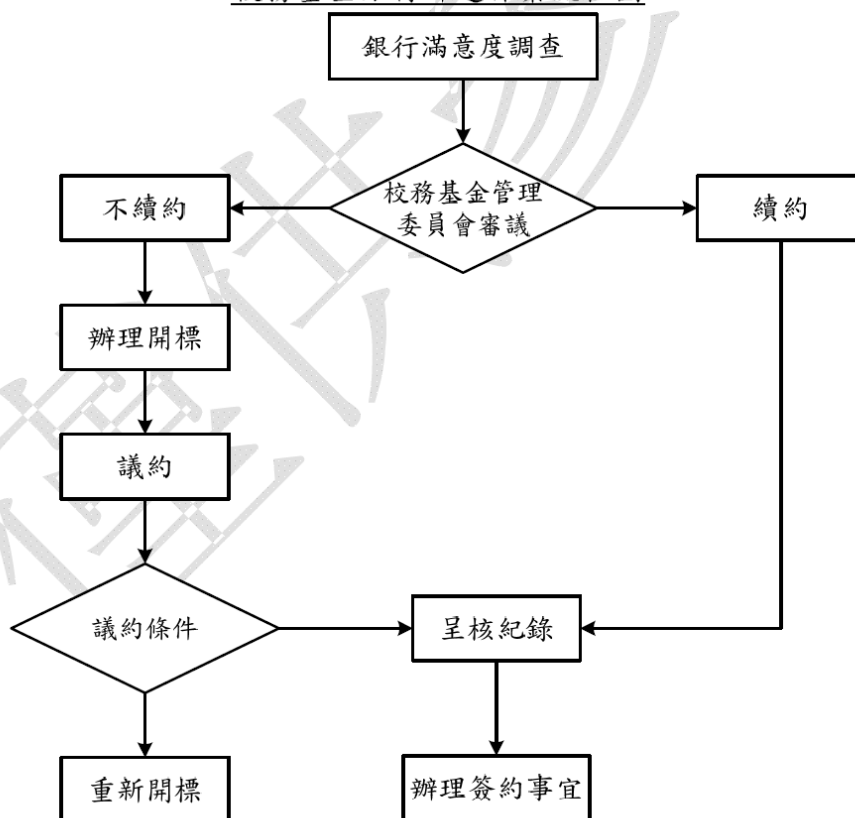 銀行滿意度調查
校務基金管理
委員會審議
不續約
續約
辦理開標
議約
議約條件
呈核紀錄
重新開標
辦理簽約事宜